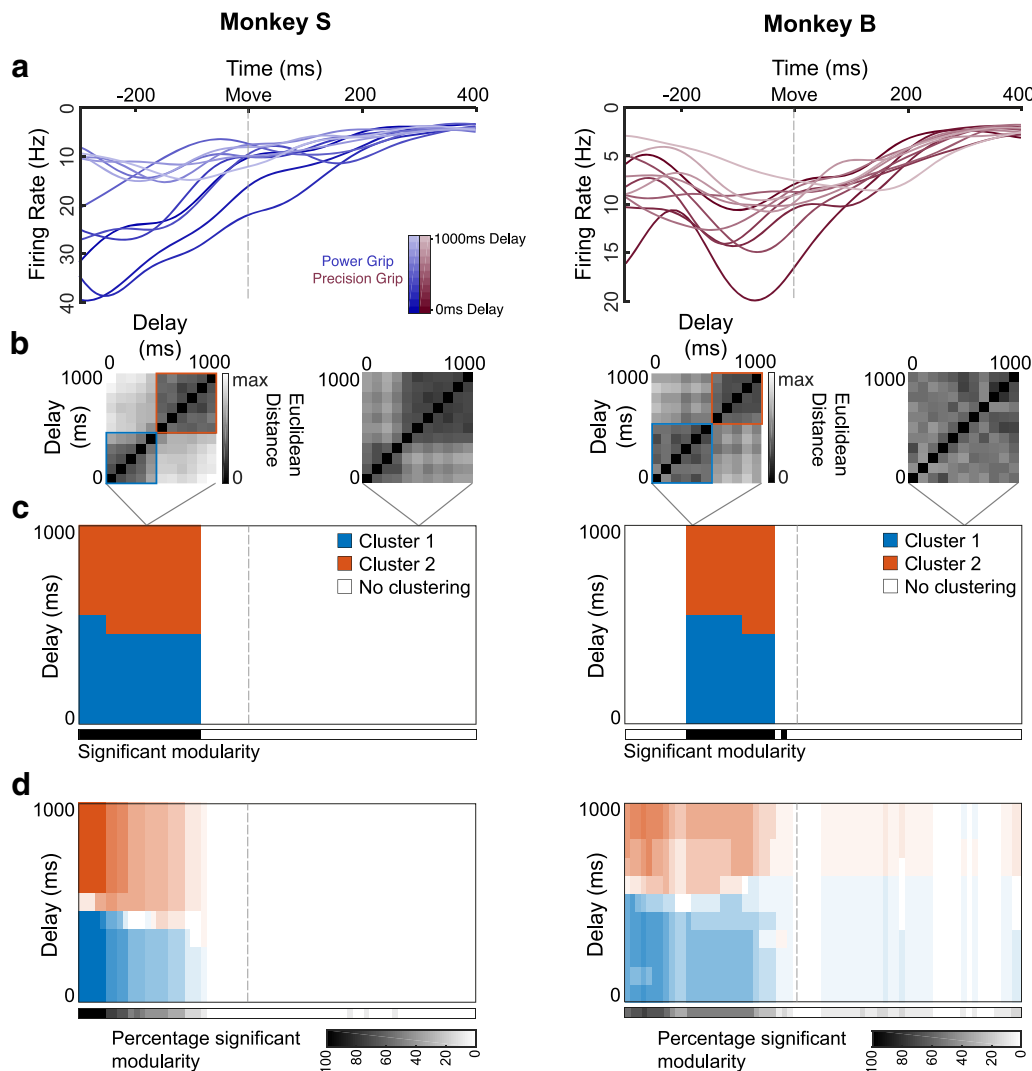 Monkey S
Monkey B
a
Time (ms)
-200 Move 200 400
Firing Rate (Hz)
0
10
20
30
40
Power Grip
Precision Grip
1000ms Delay
0ms Delay
Time (ms)
-200 Move 200 400
Firing Rate (Hz)
0
5
10
15
20
b
Delay
(ms)
0 1000
1000
0
Delay
(ms)
max
0
Euclidean
Distance
0 1000
1000
0
Delay
(ms)
0 1000
1000
0
Delay
(ms)
max
0
Euclidean
Distance
0 1000
1000
0
c
1000
0
Delay (ms)
Cluster 1
Cluster 2
No clustering
Significant modularity
1000
0
Delay (ms)
Cluster 1
Cluster 2
No clustering
Significant modularity
d
1000
0
Delay (ms)
Percentage significant
modularity
100 80 60 40 20 0
1000
0
Delay (ms)
Percentage significant
modularity
100 80 60 40 20 0